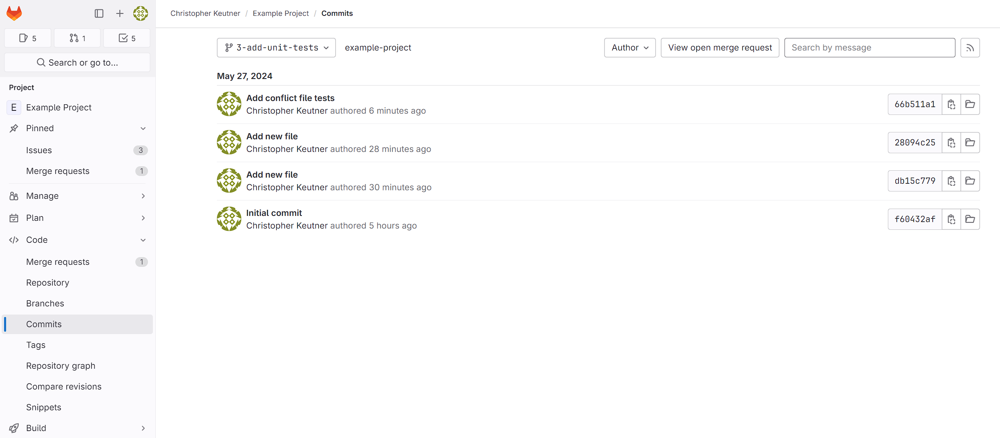 5
1
5
Search or go to...
Project
E Example Project
Pinned
Issues 3
Merge requests 1
Manage
Plan
Code
Merge requests 1
Repository
Branches
Commits
Tags
Repository graph
Compare revisions
Snippets
Build
Christopher Keutner / Example Project / Commits
3-add-unit-tests example-project Author View open merge request Search by message
May 27, 2024
Add conflict file tests
Christopher Keutner authored 6 minutes ago
66b511a1
Add new file
Christopher Keutner authored 28 minutes ago
28094c25
Add new file
Christopher Keutner authored 30 minutes ago
db15c779
Initial commit
Christopher Keutner authored 5 hours ago
f60432af